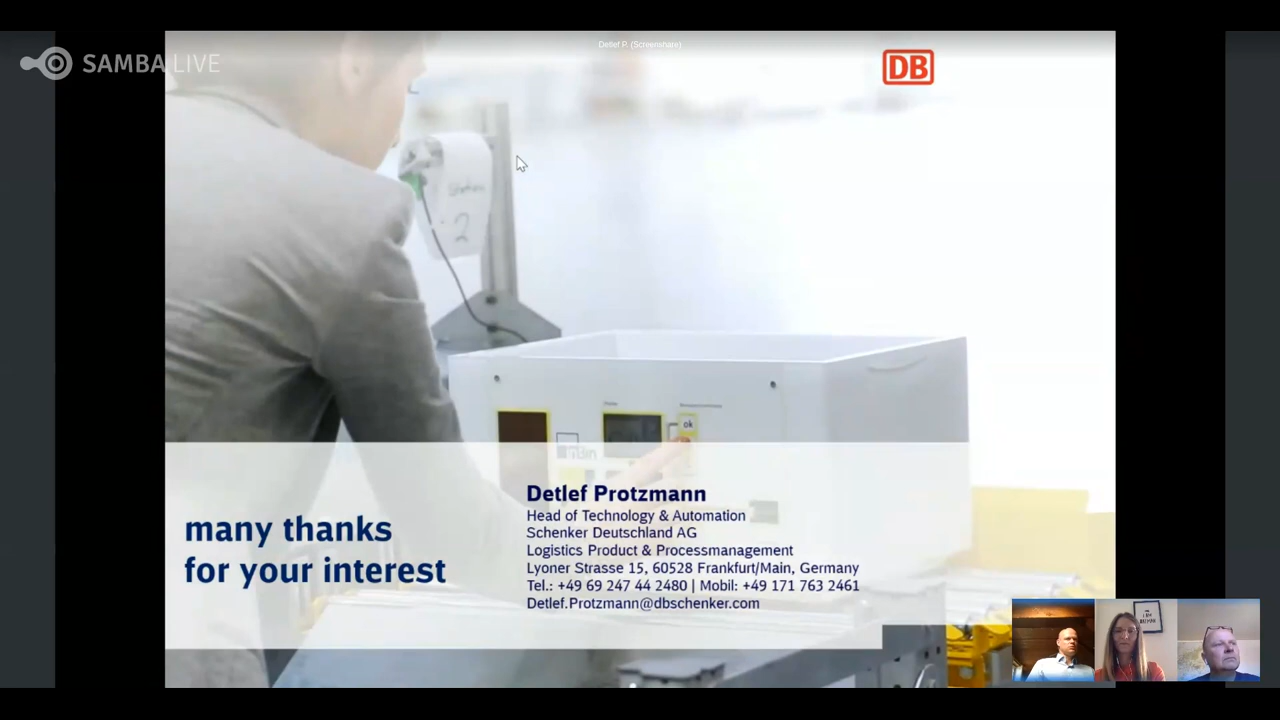 Detlef P. (Screenshare)
SAMBA LIVE
DB
2
ok
many thanks
for your interest
Detlef Protzmann
Head of Technology & Automation
Schenker Deutschland AG
Logistics Product & Processmanagement
Lyoner Strasse 15, 60528 Frankfurt/Main, Germany
Tel.: +49 69 247 44 2480 | Mobil: +49 171 763 2461
Detlef.Protzmann@dbschenker.com